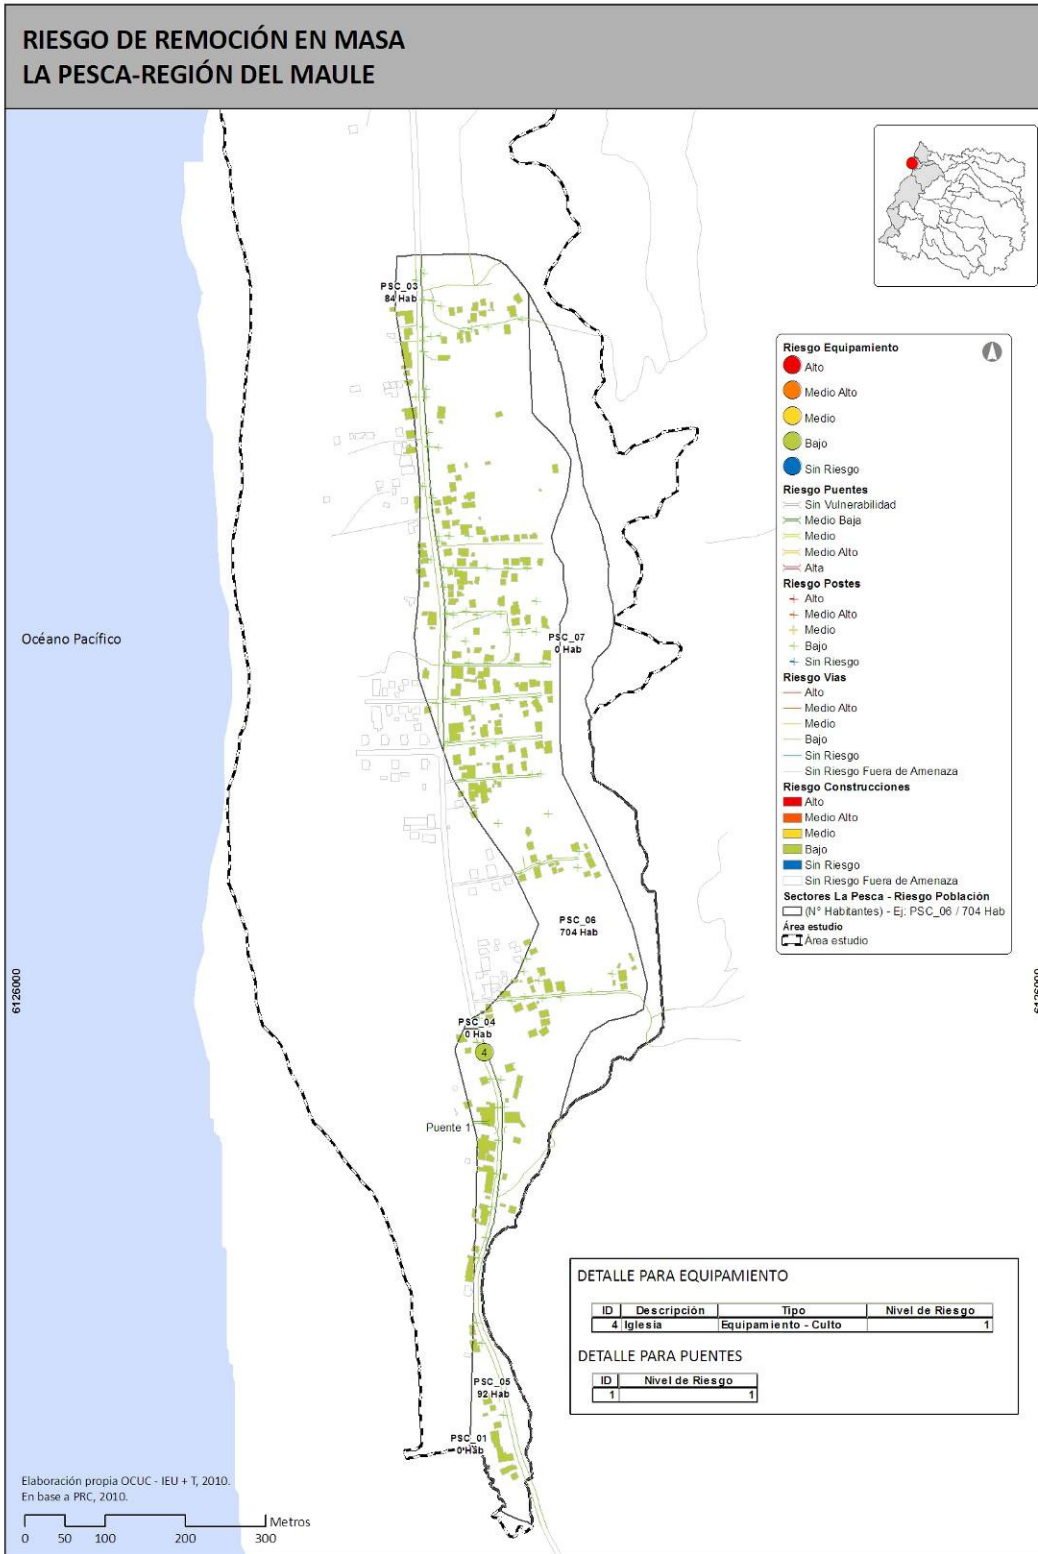 RIESGO DE REMOCIÓN EN MASA
LA PESCA-REGIÓN DEL MAULE
PSC_03
84 Hab
Riesgo Equipamiento
Alto
Medio Alto
Medio
Bajo
Sin Riesgo
Riesgo Puentes
Sin Vulnerabilidad
Medio Baja
Medio
Medio Alto
Alta
Riesgo Postes
Alto
Medio Alto
Medio
Bajo
Sin Riesgo
Riesgo Vias
Alto
Medio Alto
Medio
Bajo
Sin Riesgo
Sin Riesgo Fuera de Amenaza
Riesgo Construcciones
Alto
Medio Alto
Medio
Bajo
Sin Riesgo
Sin Riesgo Fuera de Amenaza
Sectores La Pesca - Riesgo Población
(N° Habitantes) - Ej: PSC_06 / 704 Hab
Área estudio
Área estudio
Océano Pacífico
PSC_07
0 Hab
PSC_06
704 Hab
6126000
6126000
PSC_04
0 Hab
4
Puente 1
DETALLE PARA EQUIPAMIENTO
ID Descripción Tipo Nivel de Riesgo
4 Iglesia Equipamiento - Culto 1
DETALLE PARA PUENTES
ID Nivel de Riesgo
1 1
PSC_05
92 Hab
PSC_01
0 Hab
Elaboración propia OCUC - IEU + T, 2010.
En base a PRC, 2010.
Metros
0 50 100 200 300